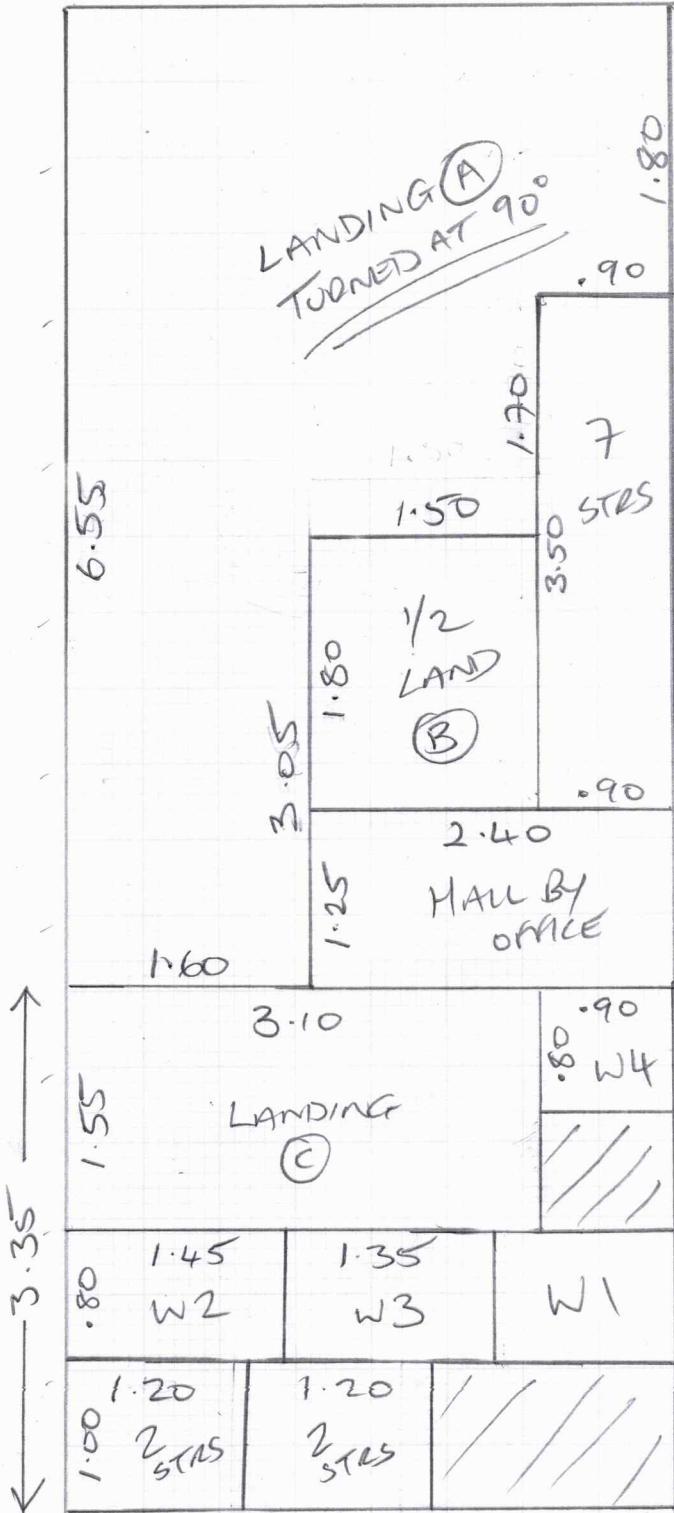 1.80
LANDING A
TURNED AT 90°
.90
1.70
7
STRS
1.50
1.50
6.55
3.50
1/2
LAND
B
1.80
3.05
.90
2.40
HALL BY
OFFICE
1.25
1.60
3.10
.90
.80
W4
LANDING
C
1.55
3.35
1.45
W2
1.35
W3
W1
.80
1.20
2
STRS
1.20
2
STRS
1.00